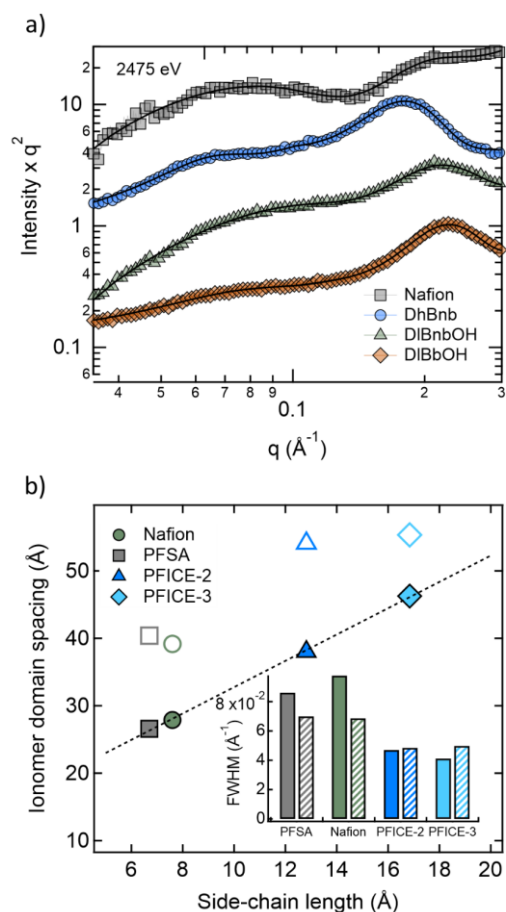 a)
2475 eV
Intensity x q2
2
10
6
4
2
1
6
4
2
0.1
6
Nafion
DhBnb
DlBnbOH
DlBbOH
4 5 6 7 8 9 0.1 2 3
q (Å-1)
b)
Ionomer domain spacing (Å)
50
40
30
20
10
Nafion
PFSA
PFICE-2
PFICE-3
FWHM (Å-1)
8 x10-2
6
4
2
0
PFSA Nafion PFICE-2 PFICE-3
6 8 10 12 14 16 18 20
Side-chain length (Å)